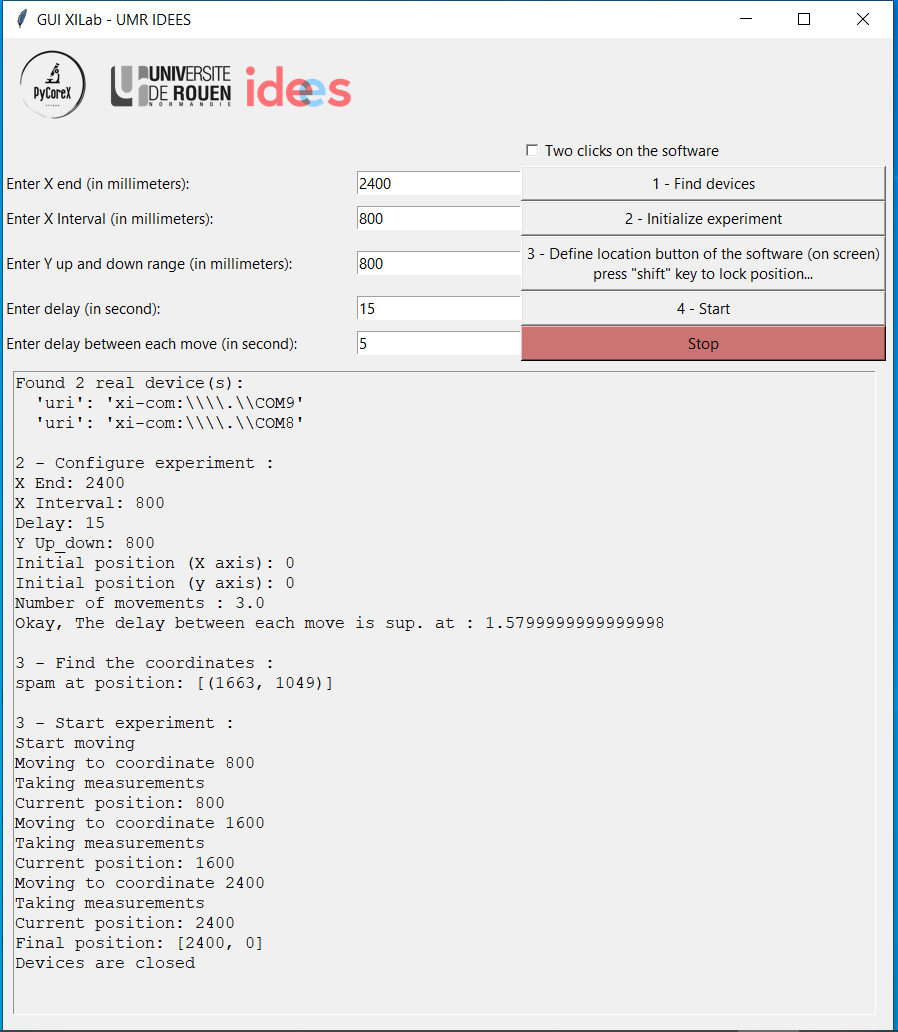 GUI XILab - UMR IDEES
PyCoreX
UNIVERSITE
DE ROUEN
NORMANDIE
idees
Two clicks on the software
Enter X end (in millimeters): 2400 1 - Find devices
Enter X Interval (in millimeters): 800 2 - Initialize experiment
Enter Y up and down range (in millimeters): 800 3 - Define location button of the software (on screen)
press "shift" key to lock position...
Enter delay (in second): 15 4 - Start
Enter delay between each move (in second): 5 Stop
Found 2 real device(s):
'uri': 'xi-com:\\\\.\\COM9'
'uri': 'xi-com:\\\\.\\COM8'
2 - Configure experiment :
X End: 2400
X Interval: 800
Delay: 15
Y Up_down: 800
Initial position (X axis): 0
Initial position (y axis): 0
Number of movements : 3.0
Okay, The delay between each move is sup. at : 1.5799999999999998
3 - Find the coordinates :
spam at position: [(1663, 1049)]
3 - Start experiment :
Start moving
Moving to coordinate 800
Taking measurements
Current position: 800
Moving to coordinate 1600
Taking measurements
Current position: 1600
Moving to coordinate 2400
Taking measurements
Current position: 2400
Final position: [2400, 0]
Devices are closed